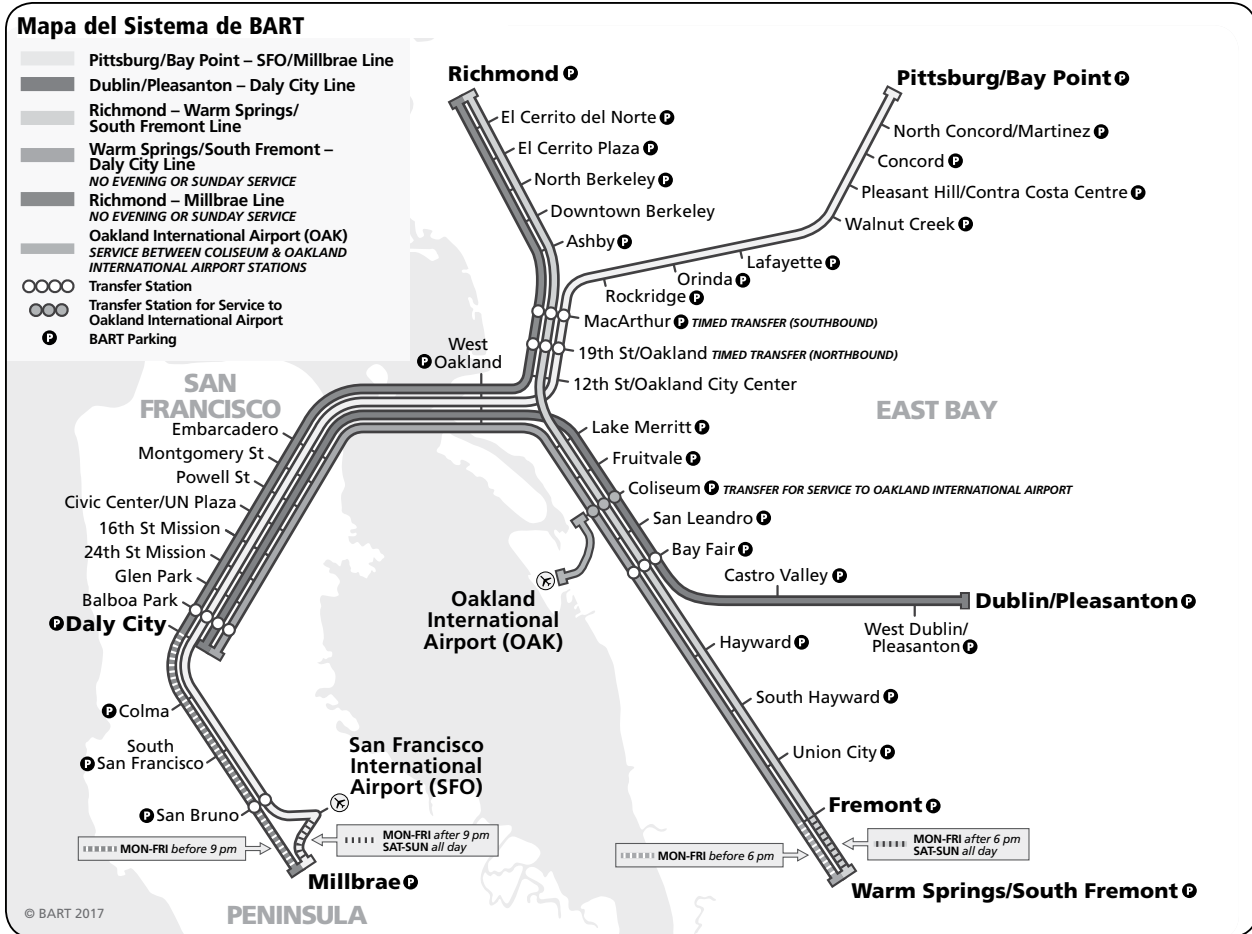 Mapa del Sistema de BART
Pittsburg/Bay Point – SFO/Millbrae Line
Dublin/Pleasanton – Daly City Line
Richmond – Warm Springs/
South Fremont Line
Warm Springs/South Fremont –
Daly City Line
NO EVENING OR SUNDAY SERVICE
Richmond – Millbrae Line
NO EVENING OR SUNDAY SERVICE
Oakland International Airport (OAK)
SERVICE BETWEEN COLISEUM & OAKLAND
INTERNATIONAL AIRPORT STATIONS
Transfer Station
Transfer Station for Service to
Oakland International Airport
P BART Parking
Richmond P
El Cerrito del Norte P
El Cerrito Plaza P
North Berkeley P
Downtown Berkeley
Ashby P
Pittsburg/Bay Point P
North Concord/Martinez P
Concord P
Pleasant Hill/Contra Costa Centre P
Walnut Creek P
Lafayette P
Orinda P
Rockridge P
MacArthur P TIMED TRANSFER (SOUTHBOUND)
19th St/Oakland TIMED TRANSFER (NORTHBOUND)
12th St/Oakland City Center
West
P Oakland
SAN
FRANCISCO
EAST BAY
Embarcadero
Montgomery St
Powell St
Civic Center/UN Plaza
16th St Mission
24th St Mission
Glen Park
Balboa Park
P Daly City
P Colma
South
P San Francisco
P San Bruno
San Francisco
International
Airport (SFO)
MON-FRI before 9 pm
MON-FRI after 9 pm
SAT-SUN all day
Millbrae P
PENINSULA
Lake Merritt P
Fruitvale P
Coliseum P TRANSFER FOR SERVICE TO OAKLAND INTERNATIONAL AIRPORT
San Leandro P
Bay Fair P
Castro Valley P
Dublin/Pleasanton P
West Dublin/
Pleasanton P
Oakland
International
Airport (OAK)
Hayward P
South Hayward P
Union City P
Fremont P
MON-FRI before 6 pm
MON-FRI after 6 pm
SAT-SUN all day
Warm Springs/South Fremont P
© BART 2017